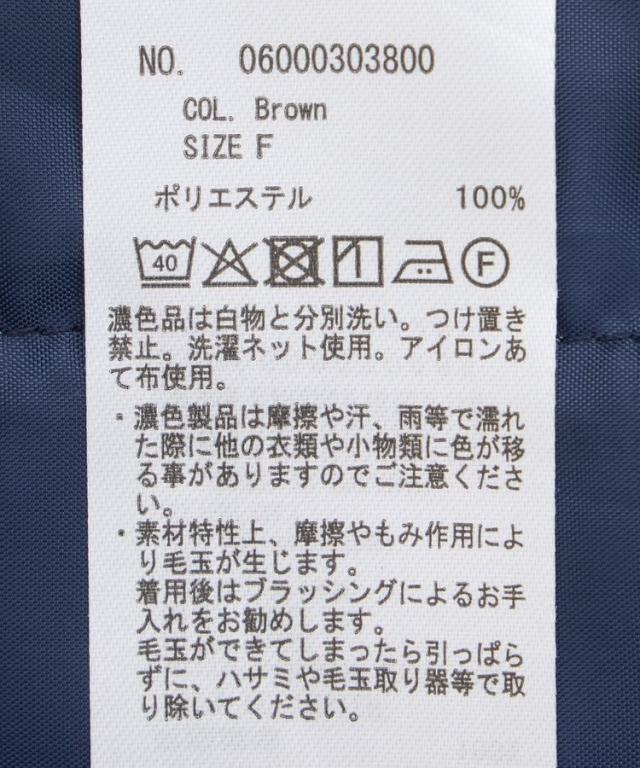 NO. 06000303800
COL. Brown
SIZE F
ポリエステル 100%
40 F
濃色品は白物と分別洗い。つけ置き
禁止。洗濯ネット使用。アイロンあ
て布使用。
・濃色製品は摩擦や汗、雨等で濡れ
た際に他の衣類や小物類に色が移
る事がありますのでご注意くださ
い。
・素材特性上、摩擦やもみ作用によ
り毛玉が生じます。
着用後はブラッシングによるお手
入れをお勧めします。
毛玉ができてしまったら引っぱら
ずに、ハサミや毛玉取り器等で取
り除いてください。